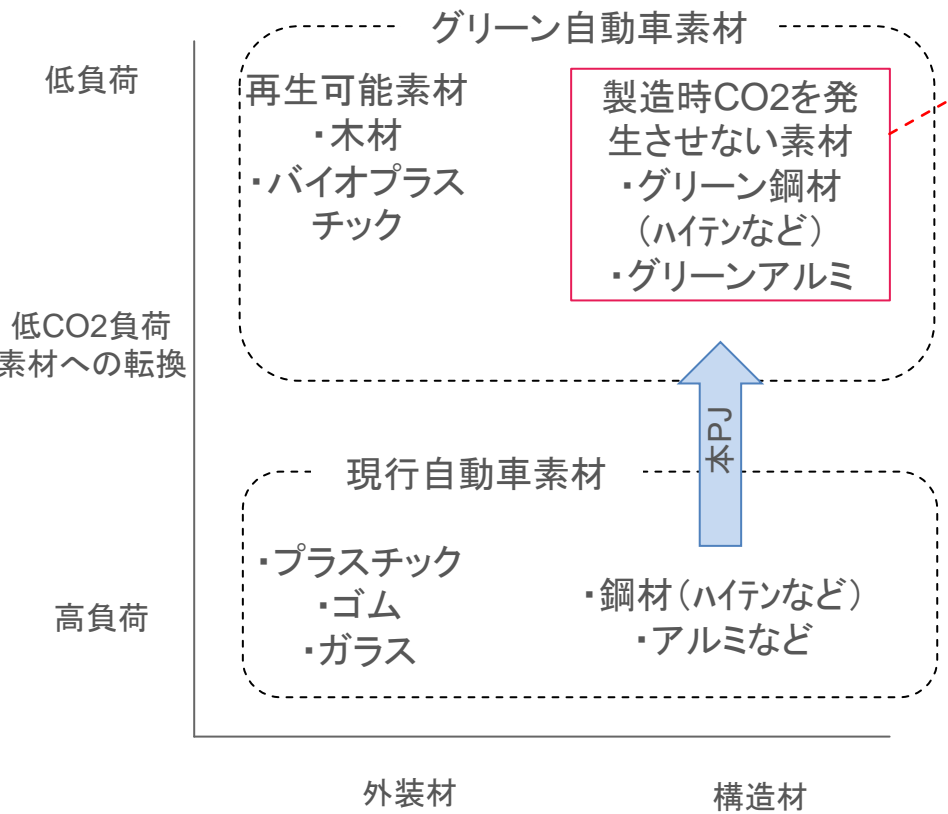 グリーン自動車素材
低負荷
再生可能素材
・木材
・バイオプラス
チック
製造時CO2を発
生させない素材
・グリーン鋼材
（ﾊｲﾃﾝなど）
・グリーンアルミ
低CO2負荷
素材への転換
本PJ
現行自動車素材
・プラスチック
・ゴム
・ガラス
・鋼材（ﾊｲﾃﾝなど）
・アルミなど
高負荷
外装材
構造材